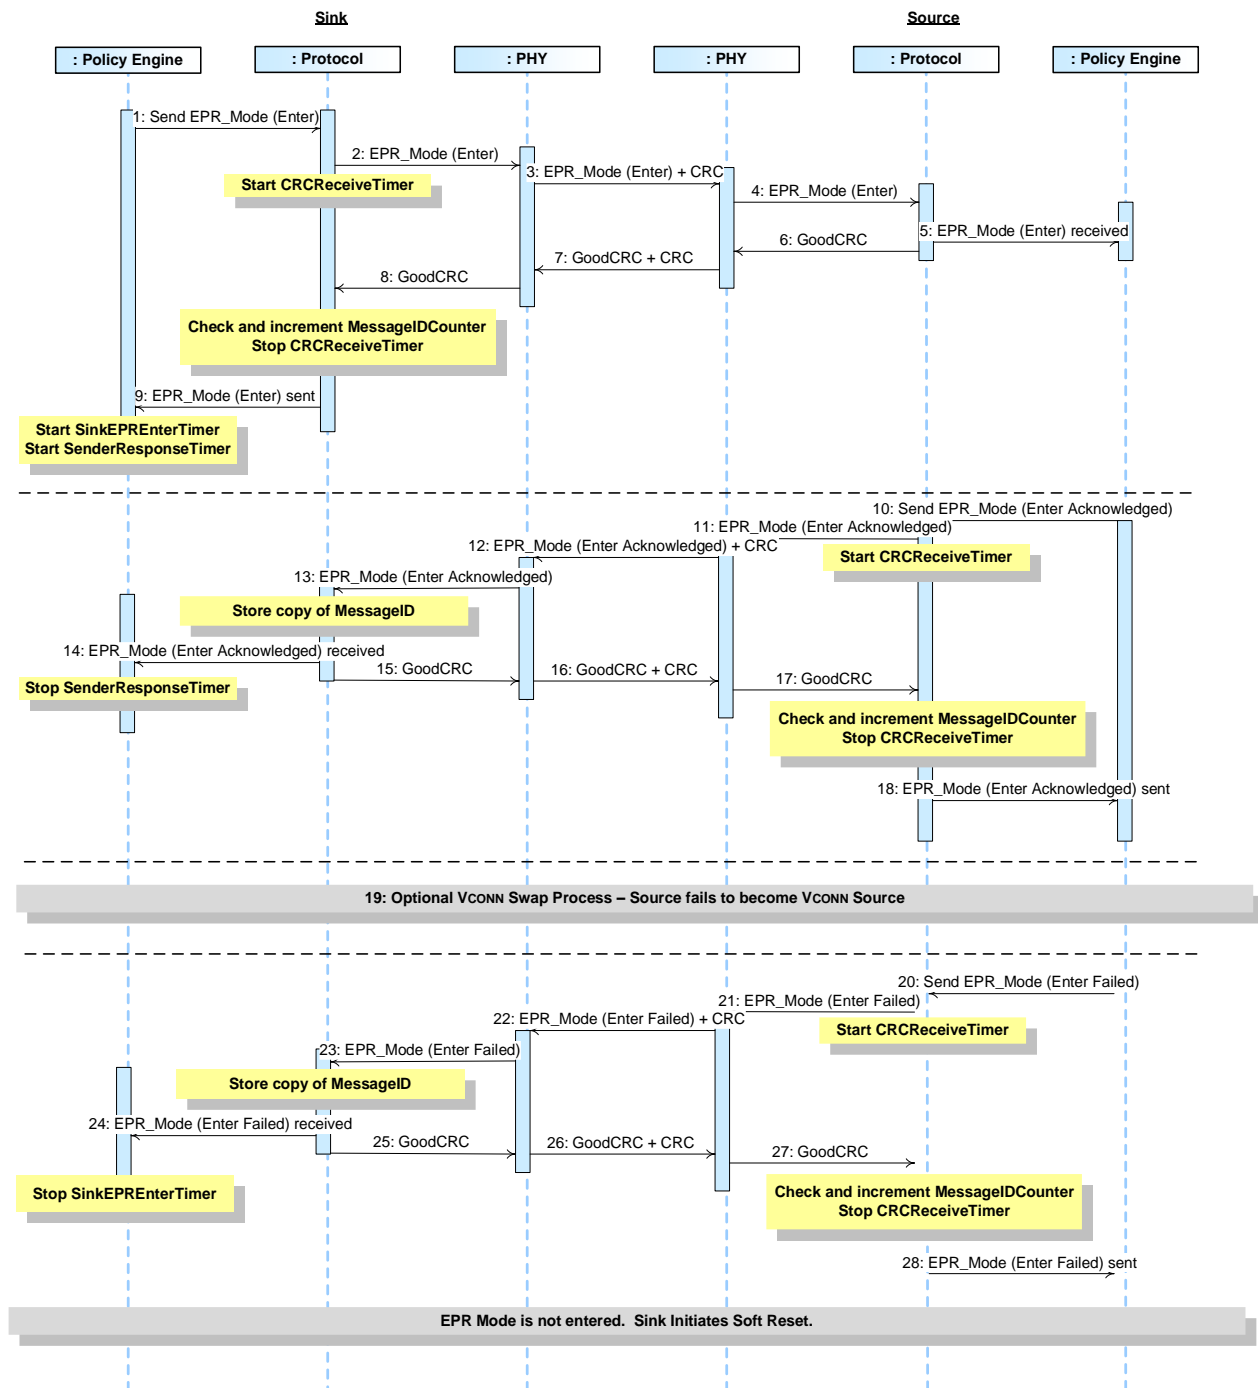 Sink
Source
: Policy Engine
: Protocol
: PHY
: PHY
: Protocol
: Policy Engine
1: Send EPR_Mode (Enter)
2: EPR_Mode (Enter)
Start CRCReceiveTimer
3: EPR_Mode (Enter) + CRC
4: EPR_Mode (Enter)
5: EPR_Mode (Enter) received
6: GoodCRC
7: GoodCRC + CRC
8: GoodCRC
Check and increment MessageIDCounter
Stop CRCReceiveTimer
9: EPR_Mode (Enter) sent
Start SinkEPREnterTimer
Start SenderResponseTimer
10: Send EPR_Mode (Enter Acknowledged)
11: EPR_Mode (Enter Acknowledged)
Start CRCReceiveTimer
12: EPR_Mode (Enter Acknowledged) + CRC
13: EPR_Mode (Enter Acknowledged)
Store copy of MessageID
14: EPR_Mode (Enter Acknowledged) received
Stop SenderResponseTimer
15: GoodCRC
16: GoodCRC + CRC
17: GoodCRC
Check and increment MessageIDCounter
Stop CRCReceiveTimer
18: EPR_Mode (Enter Acknowledged) sent
19: Optional VCONN Swap Process – Source fails to become VCONN Source
20: Send EPR_Mode (Enter Failed)
21: EPR_Mode (Enter Failed)
Start CRCReceiveTimer
22: EPR_Mode (Enter Failed) + CRC
23: EPR_Mode (Enter Failed)
Store copy of MessageID
24: EPR_Mode (Enter Failed) received
25: GoodCRC
26: GoodCRC + CRC
27: GoodCRC
Stop SinkEPREnterTimer
Check and increment MessageIDCounter
Stop CRCReceiveTimer
28: EPR_Mode (Enter Failed) sent
EPR Mode is not entered. Sink Initiates Soft Reset.